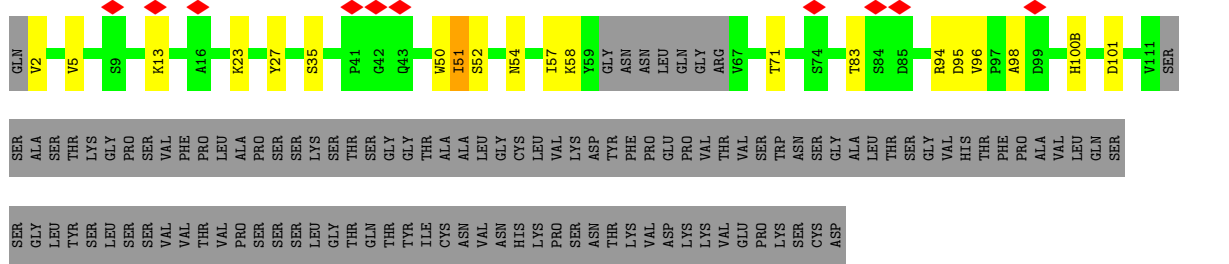 GLN V2 V5 S9 K13 A16 K23 Y27 S35 P41 G42 Q43 W50 I51 S52 N54 I57 K58 Y59 GLY ASN ASN LEU GLN GLY ARG V67 T71 S74 T83 S84 D85 R94 D95 V96 P97 A98 D99 H100B D101 V111 SER
SER ALA SER THR LYS GLY PRO SER VAL PHE PRO LEU ALA PRO SER SER LYS SER THR SER GLY GLY THR ALA ALA LEU GLY CYS LEU VAL LYS ASP TYR PHE PRO GLU PRO VAL THR VAL SER TRP ASN SER GLY ALA LEU THR SER GLY VAL HIS THR PHE PRO ALA VAL LEU GLN SER
SER GLY LEU TYR SER LEU SER SER VAL VAL THR VAL PRO SER SER SER LEU GLY THR GLN THR TYR ILE CYS ASN VAL ASN HIS LYS PRO SER ASN THR LYS VAL ASP LYS LYS VAL GLU PRO LYS SER CYS ASP